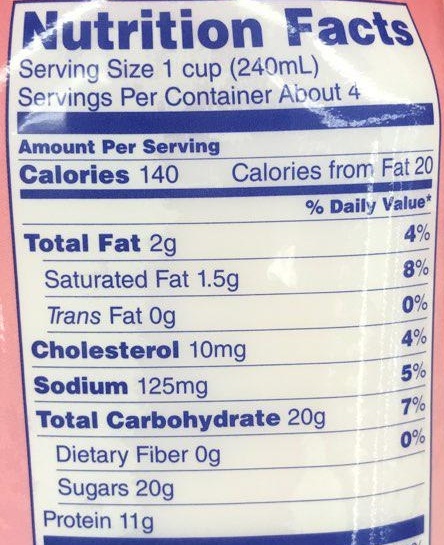 Nutrition Facts
Serving Size 1 cup (240mL)
Servings Per Container About 4
Amount Per Serving
Calories 140 Calories from Fat 20
% Daily Value*
Total Fat 2g 4%
Saturated Fat 1.5g 8%
Trans Fat 0g 0%
Cholesterol 10mg 4%
Sodium 125mg 5%
Total Carbohydrate 20g 7%
Dietary Fiber 0g 0%
Sugars 20g
Protein 11g